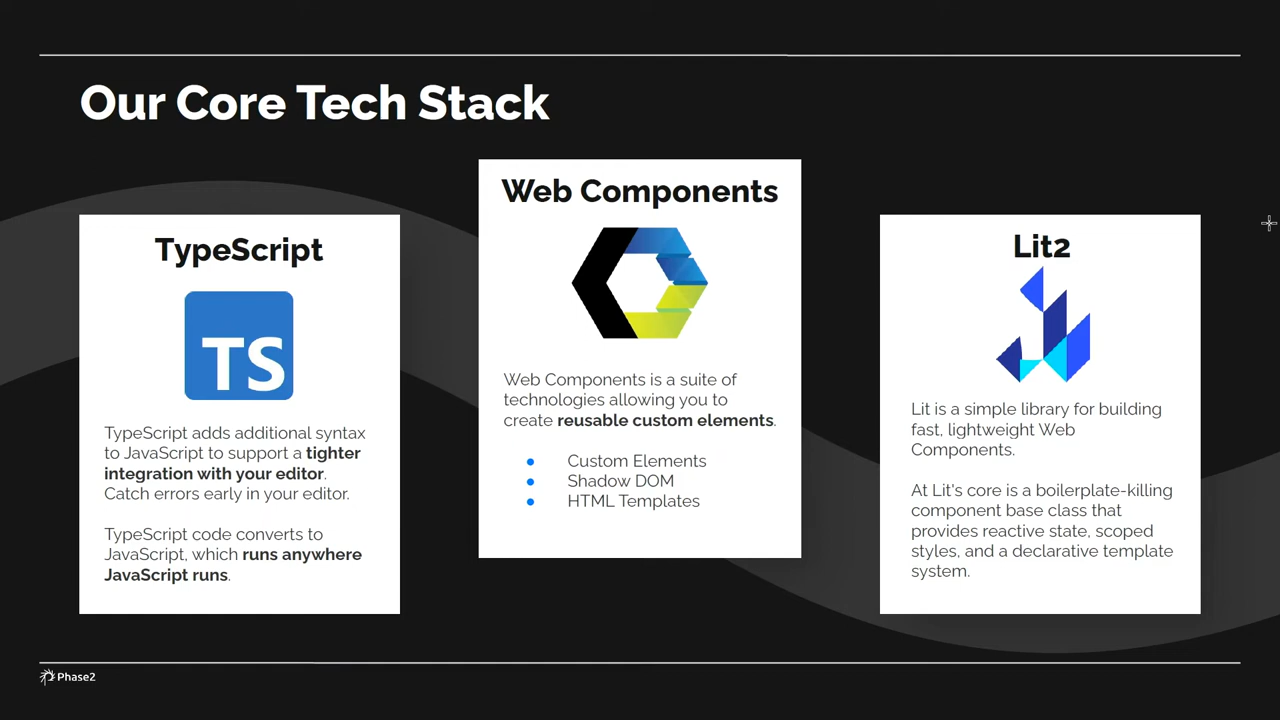 Our Core Tech Stack
TypeScript
TS
TypeScript adds additional syntax
to JavaScript to support a tighter
integration with your editor.
Catch errors early in your editor.
TypeScript code converts to
JavaScript, which runs anywhere
JavaScript runs.
Web Components
Web Components is a suite of
technologies allowing you to
create reusable custom elements.
● Custom Elements
● Shadow DOM
● HTML Templates
Lit2
Lit is a simple library for building
fast, lightweight Web
Components.
At Lit's core is a boilerplate-killing
component base class that
provides reactive state, scoped
styles, and a declarative template
system.
Phase2